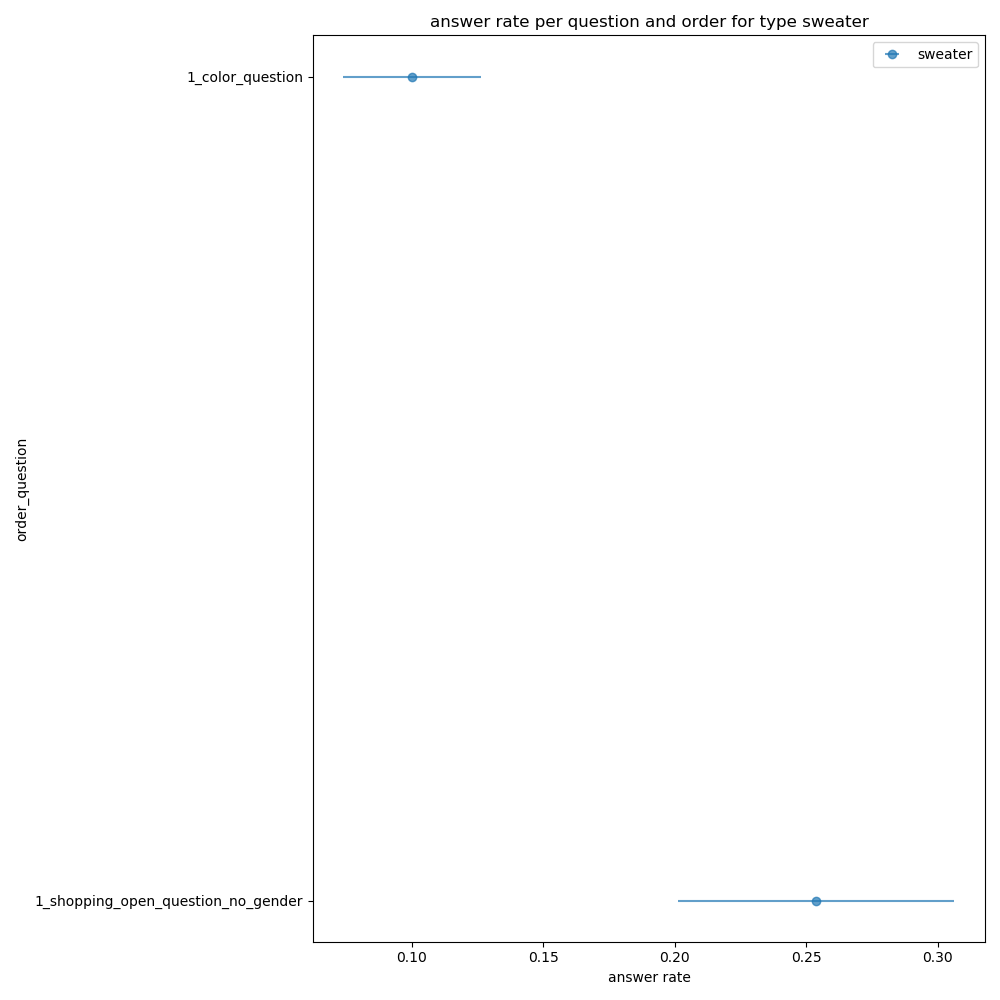 answer rate per question and order for type sweater
sweater
1_color_question
order_question
1_shopping_open_question_no_gender
0.10 0.15 0.20 0.25 0.30
answer rate